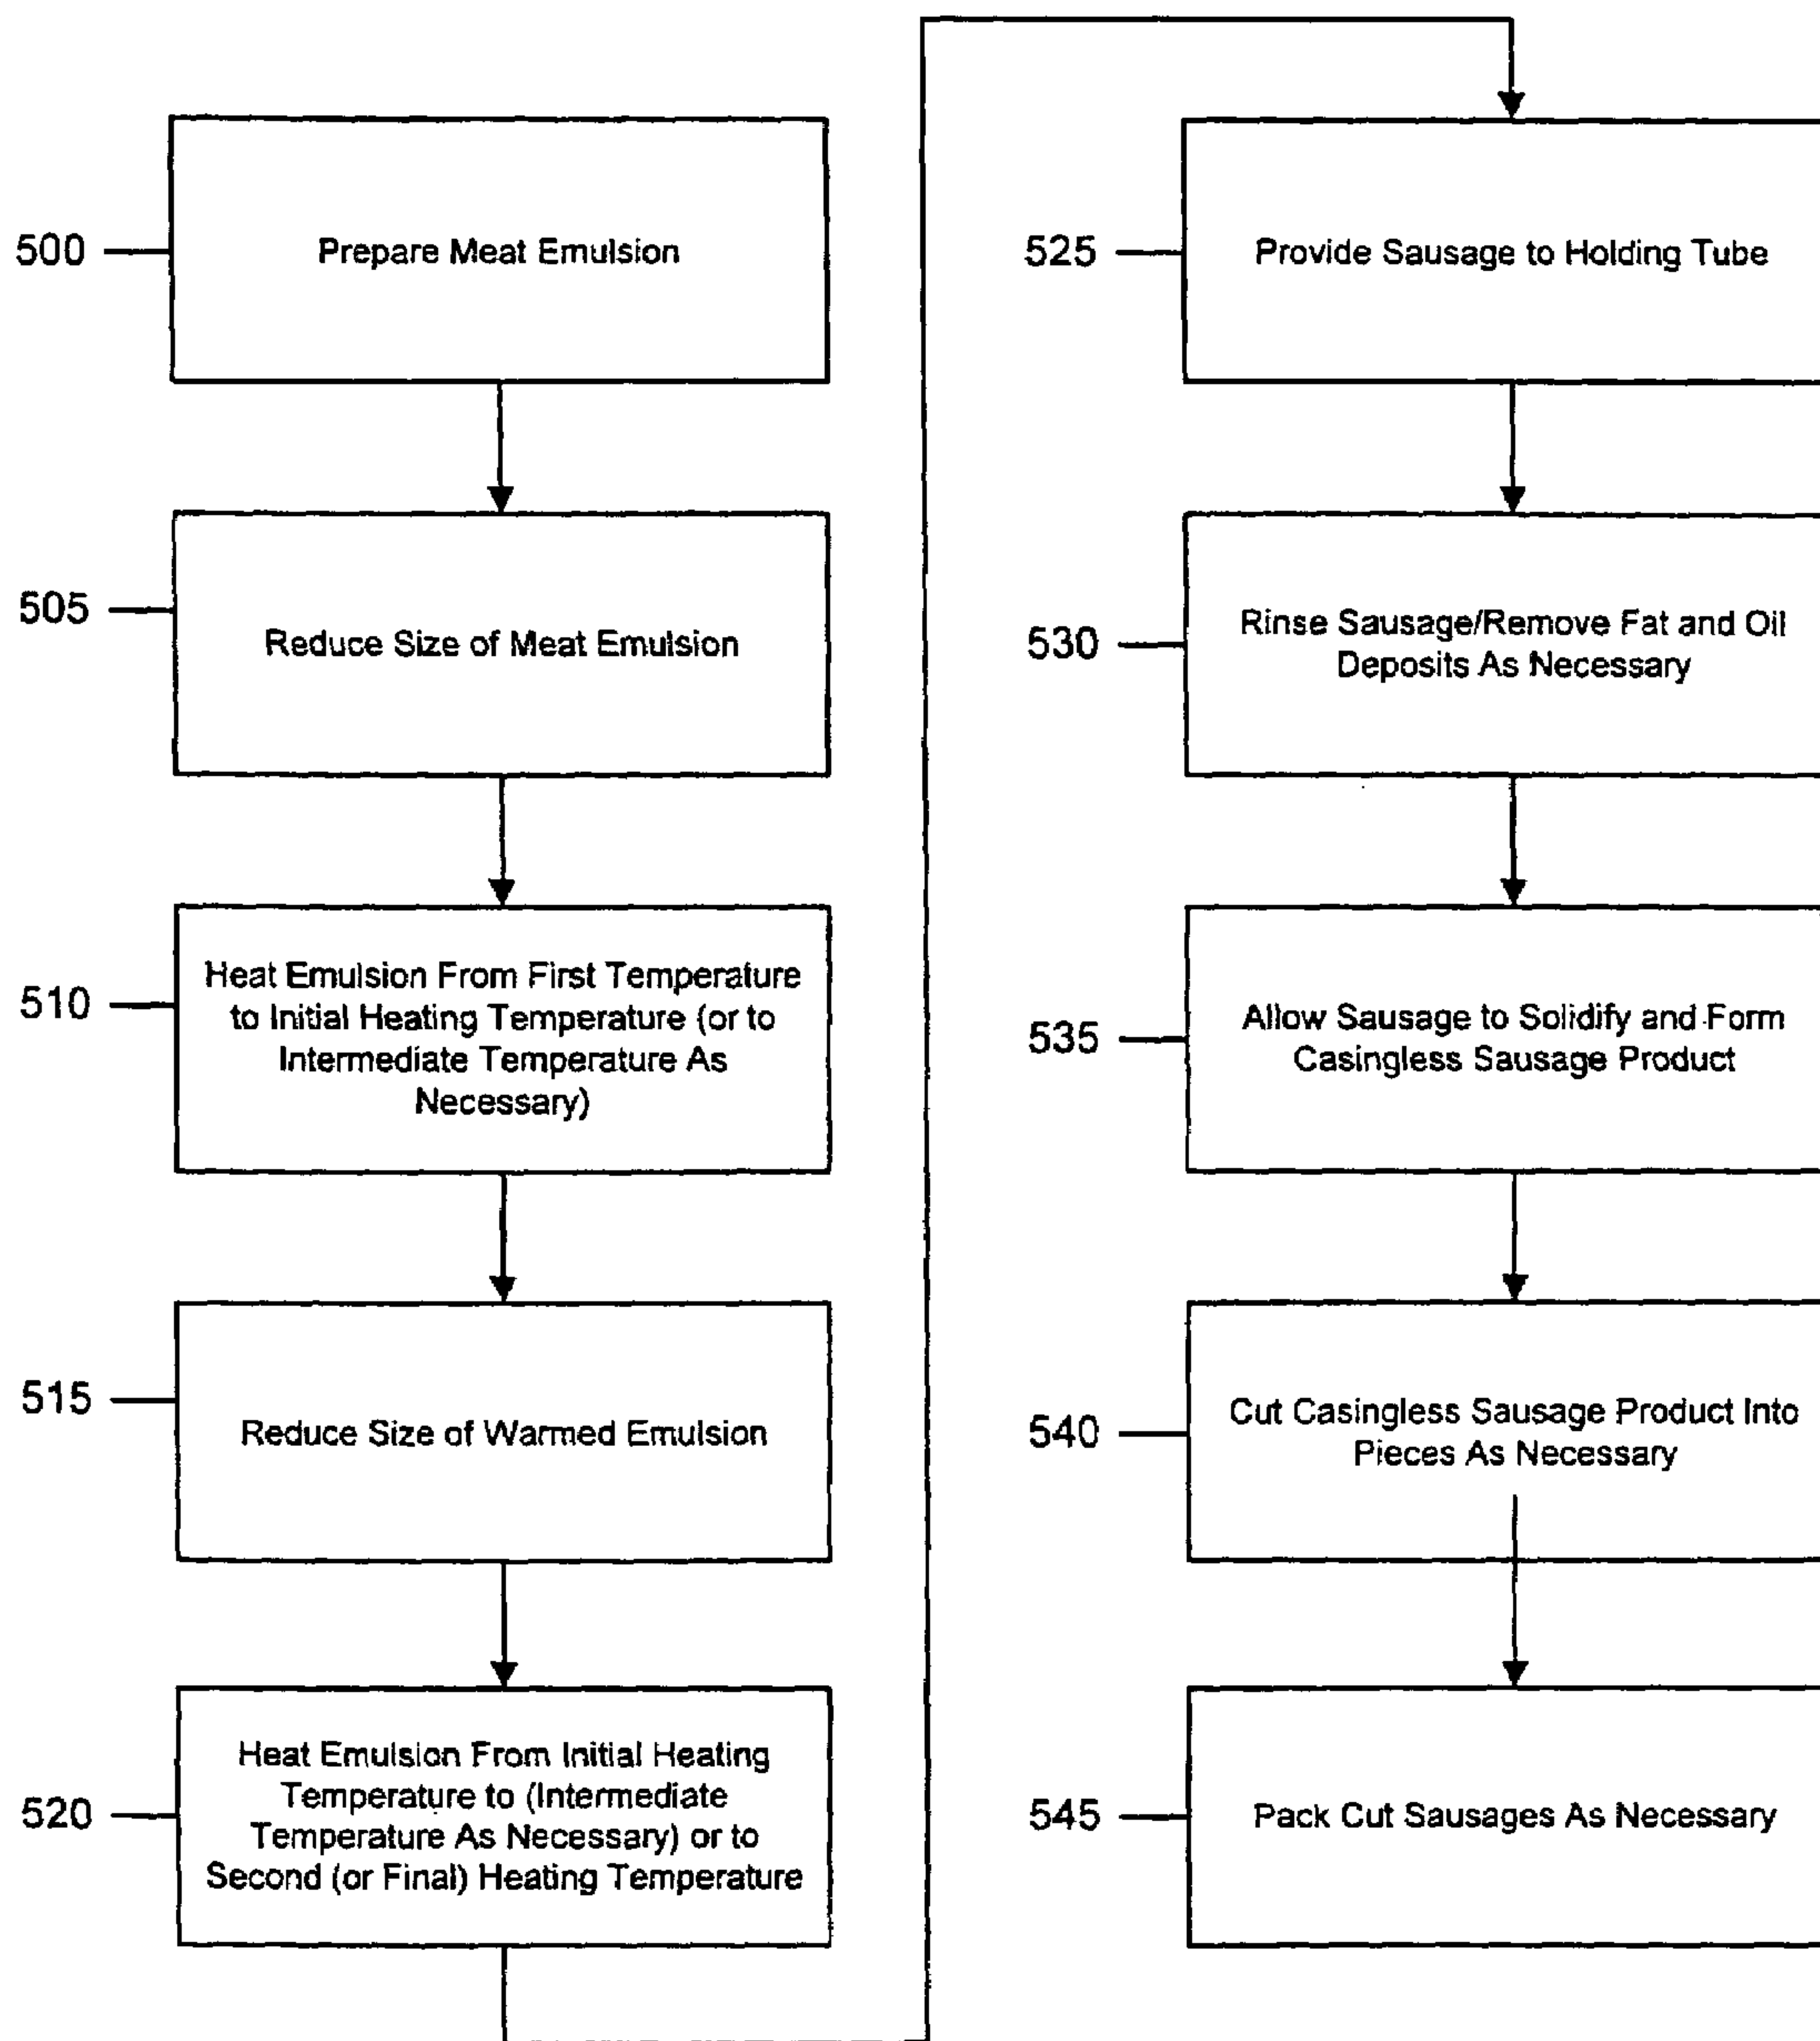 500
Prepare Meat Emulsion
505
Reduce Size of Meat Emulsion
510
Heat Emulsion From First Temperature
to Initial Heating Temperature (or to
Intermediate Temperature As
Necessary)
515
Reduce Size of Warmed Emulsion
520
Heat Emulsion From Initial Heating
Temperature to (Intermediate
Temperature As Necessary) or to
Second (or Final) Heating Temperature
525
Provide Sausage to Holding Tube
530
Rinse Sausage/Remove Fat and Oil
Deposits As Necessary
535
Allow Sausage to Solidify and Form
Casingless Sausage Product
540
Cut Casingless Sausage Product Into
Pieces As Necessary
545
Pack Cut Sausages As Necessary